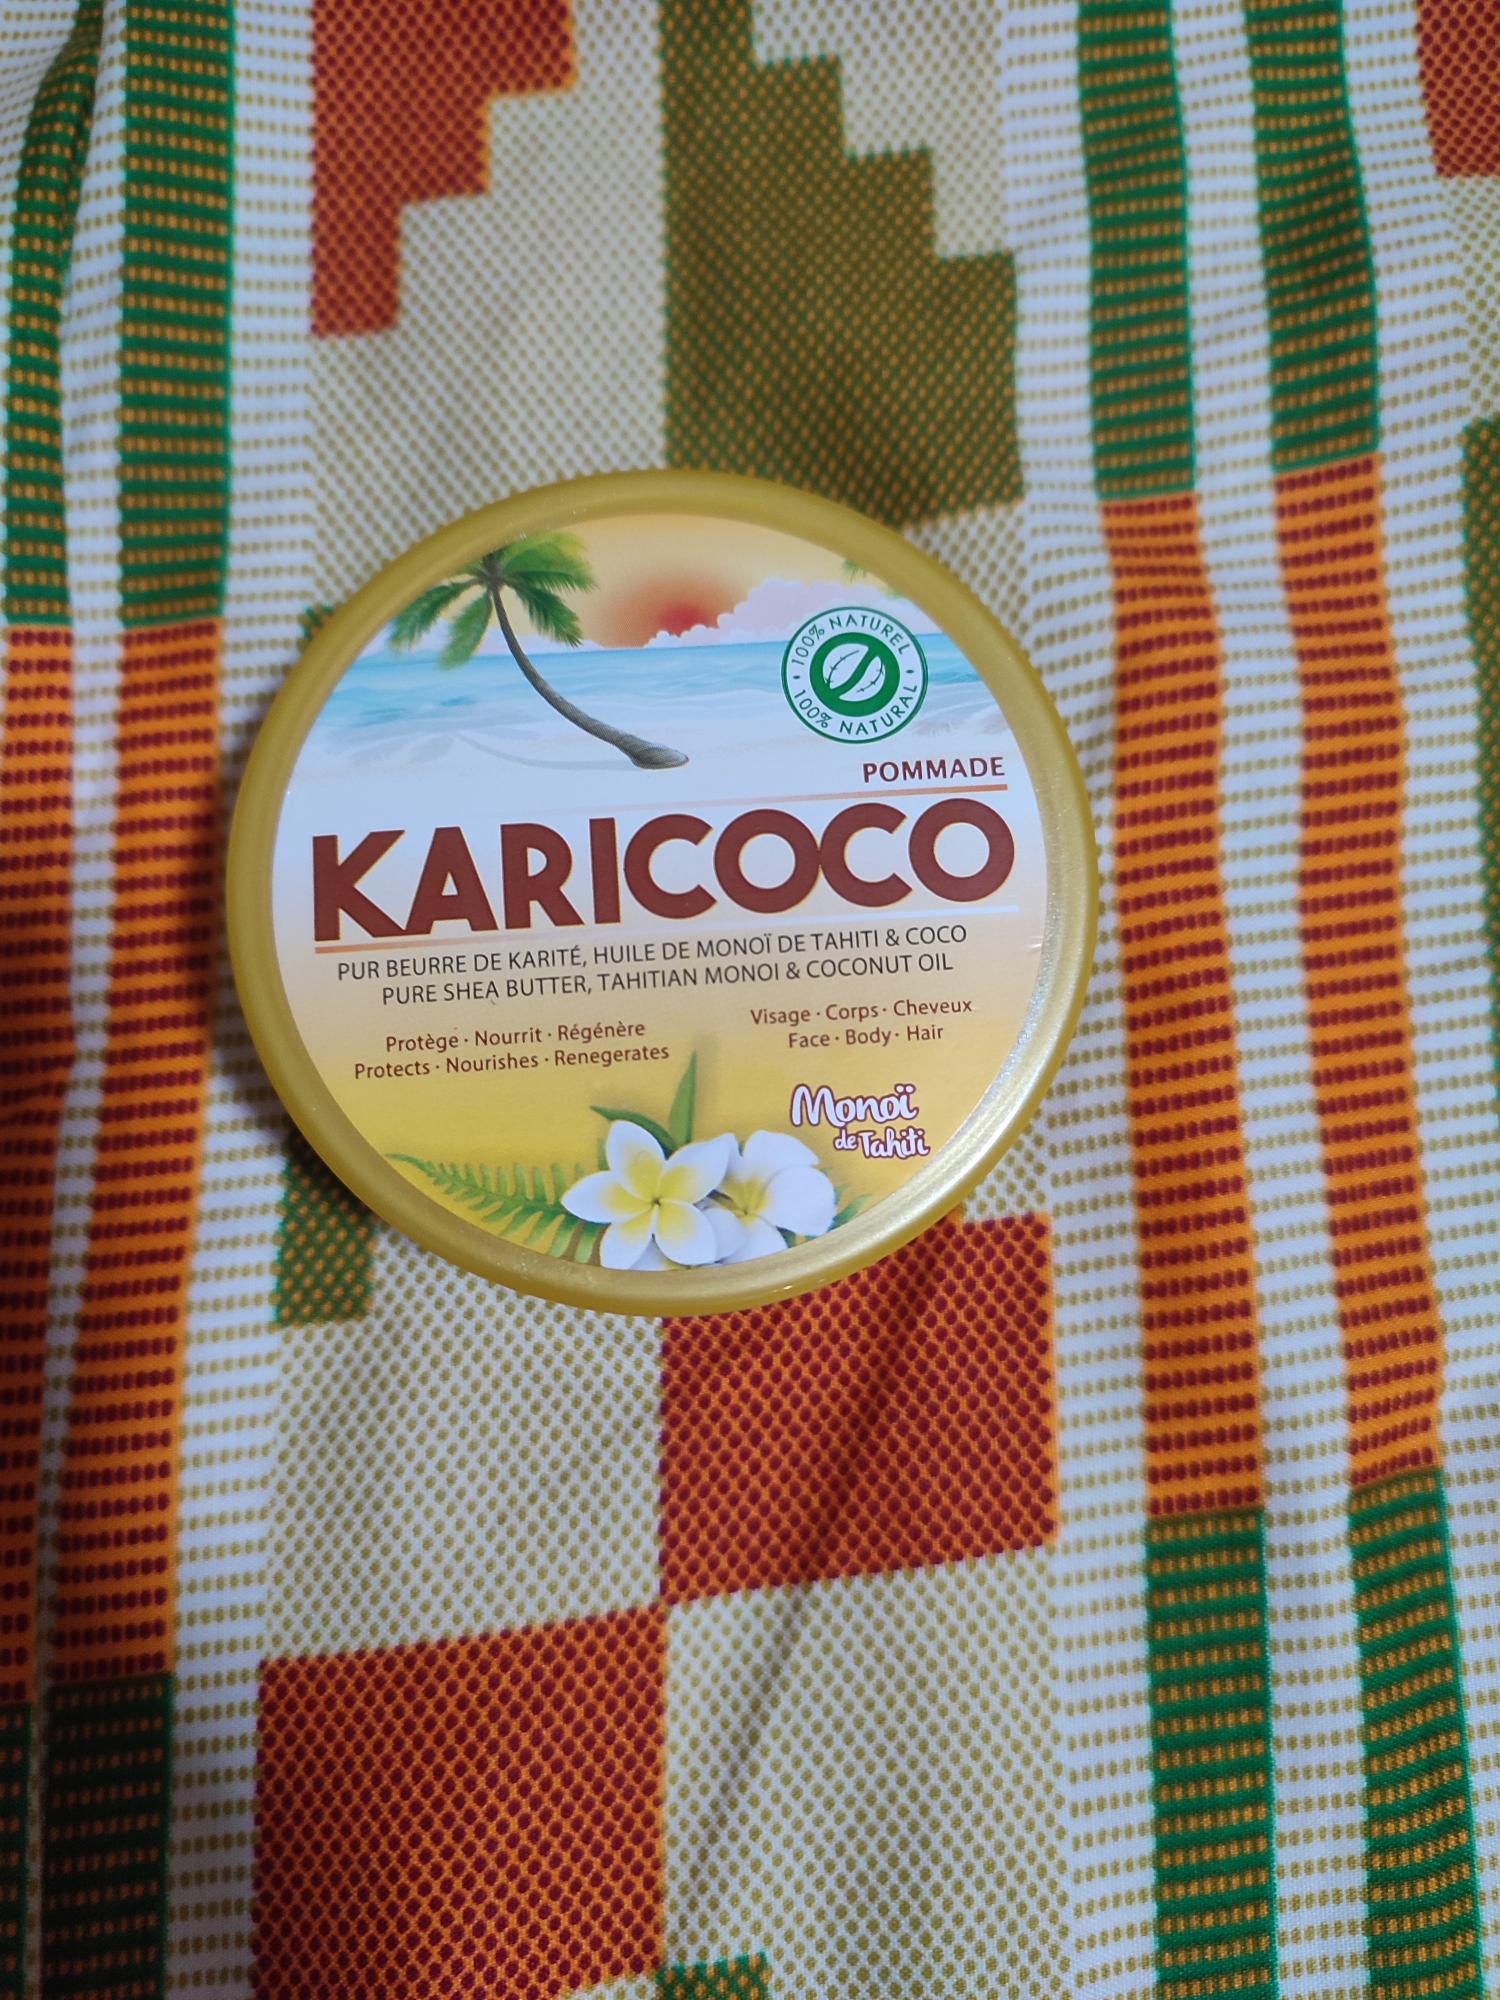 100% NATUREL
100% NATURAL
POMMADE
KARICOCO
PUR BEURRE DE KARITÉ, HUILE DE MONOÏ DE TAHITI & COCO
PURE SHEA BUTTER, TAHITIAN MONOI & COCONUT OIL
Protège · Nourrit · Régénère
Protects · Nourishes · Renegerates
Visage · Corps · Cheveux
Face · Body · Hair
Monoï
de Tahiti